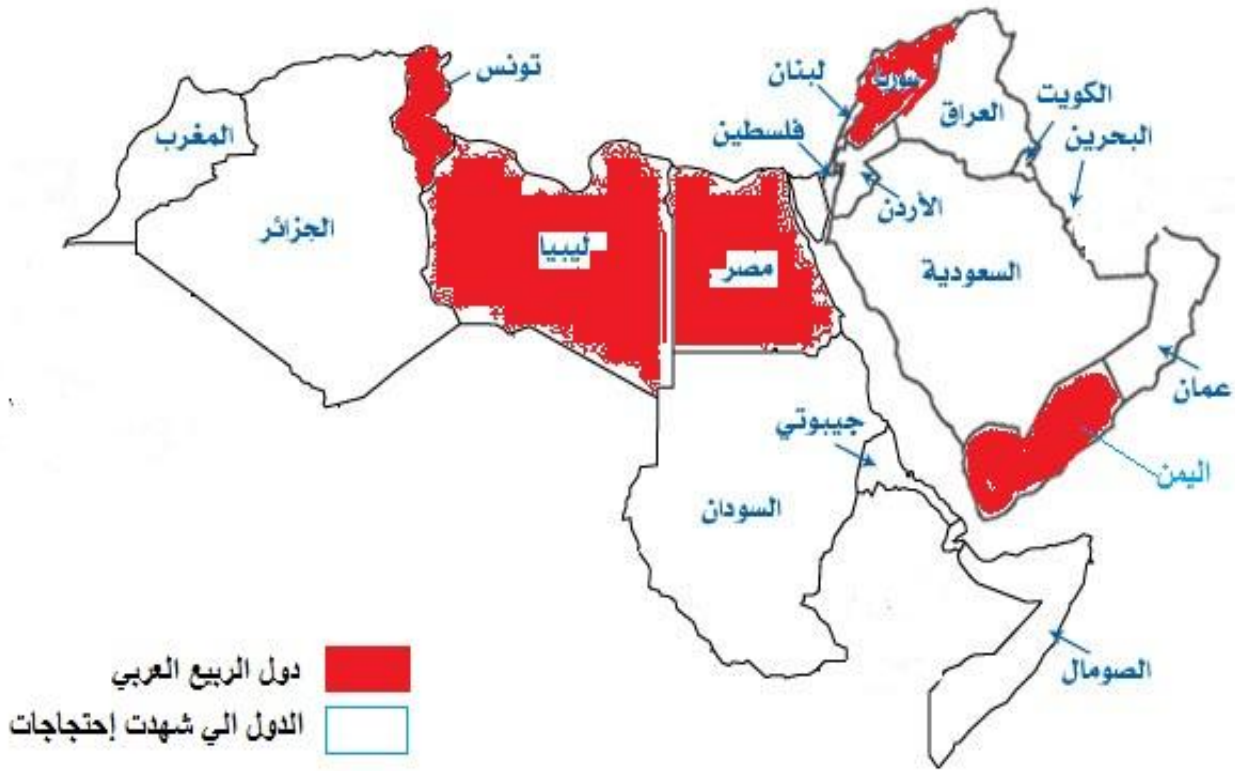 تونس
المغرب
الجزائر
ليبيا
مصر
لبنان
سوريا
فلسطين
العراق
الكويت
البحرين
الأردن
السعودية
عمان
اليمن
جيبوتي
السودان
الصومال
دول الربيع العربي
الدول الي شهدت إحتجاجات